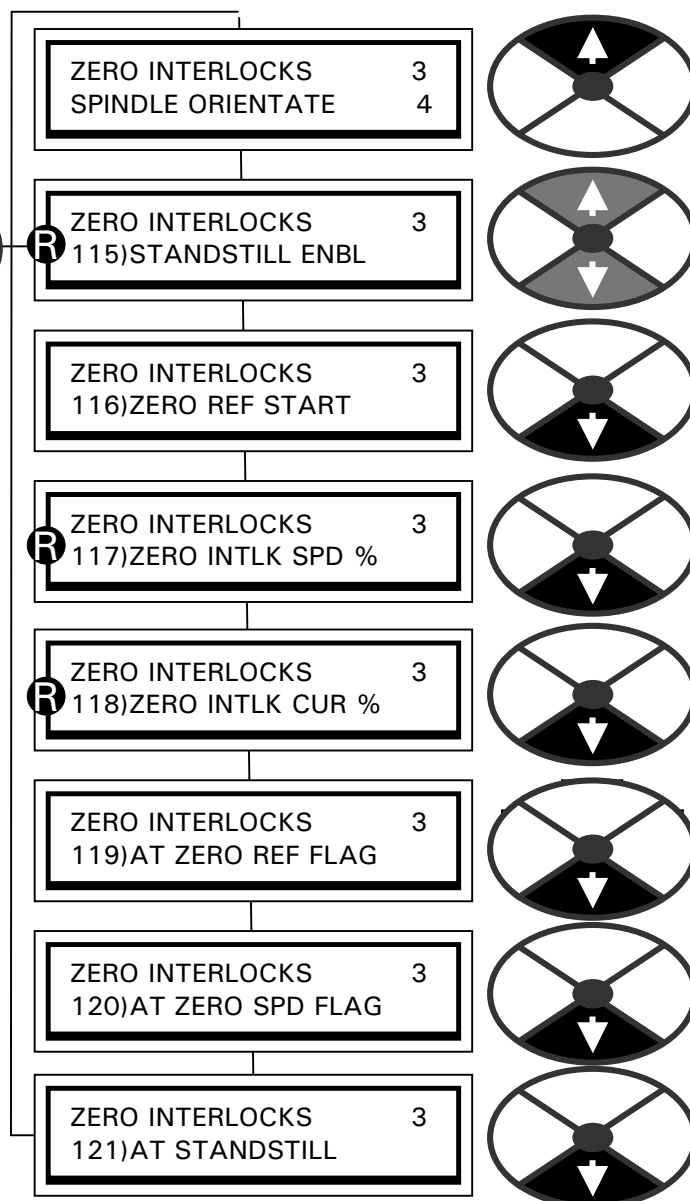 ZERO INTERLOCKS 3
SPINDLE ORIENTATE 4
ZERO INTERLOCKS 3
R 115)STANDSTILL ENBL
ZERO INTERLOCKS 3
116)ZERO REF START
ZERO INTERLOCKS 3
R 117)ZERO INTLK SPD %
ZERO INTERLOCKS 3
R 118)ZERO INTLK CUR %
ZERO INTERLOCKS 3
119)AT ZERO REF FLAG
ZERO INTERLOCKS 3
120)AT ZERO SPD FLAG
ZERO INTERLOCKS 3
121)AT STANDSTILL